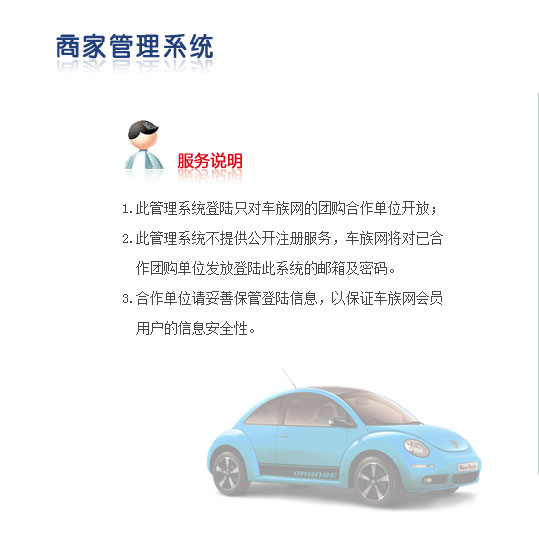 商家管理系统
服务说明
1.此管理系统登陆只对车族网的团购合作单位开放；
2.此管理系统不提供公开注册服务，车族网将对已合
作团购单位发放登陆此系统的邮箱及密码。
3.合作单位请妥善保管登陆信息，以保证车族网会员
用户的信息安全性。
ORANGE